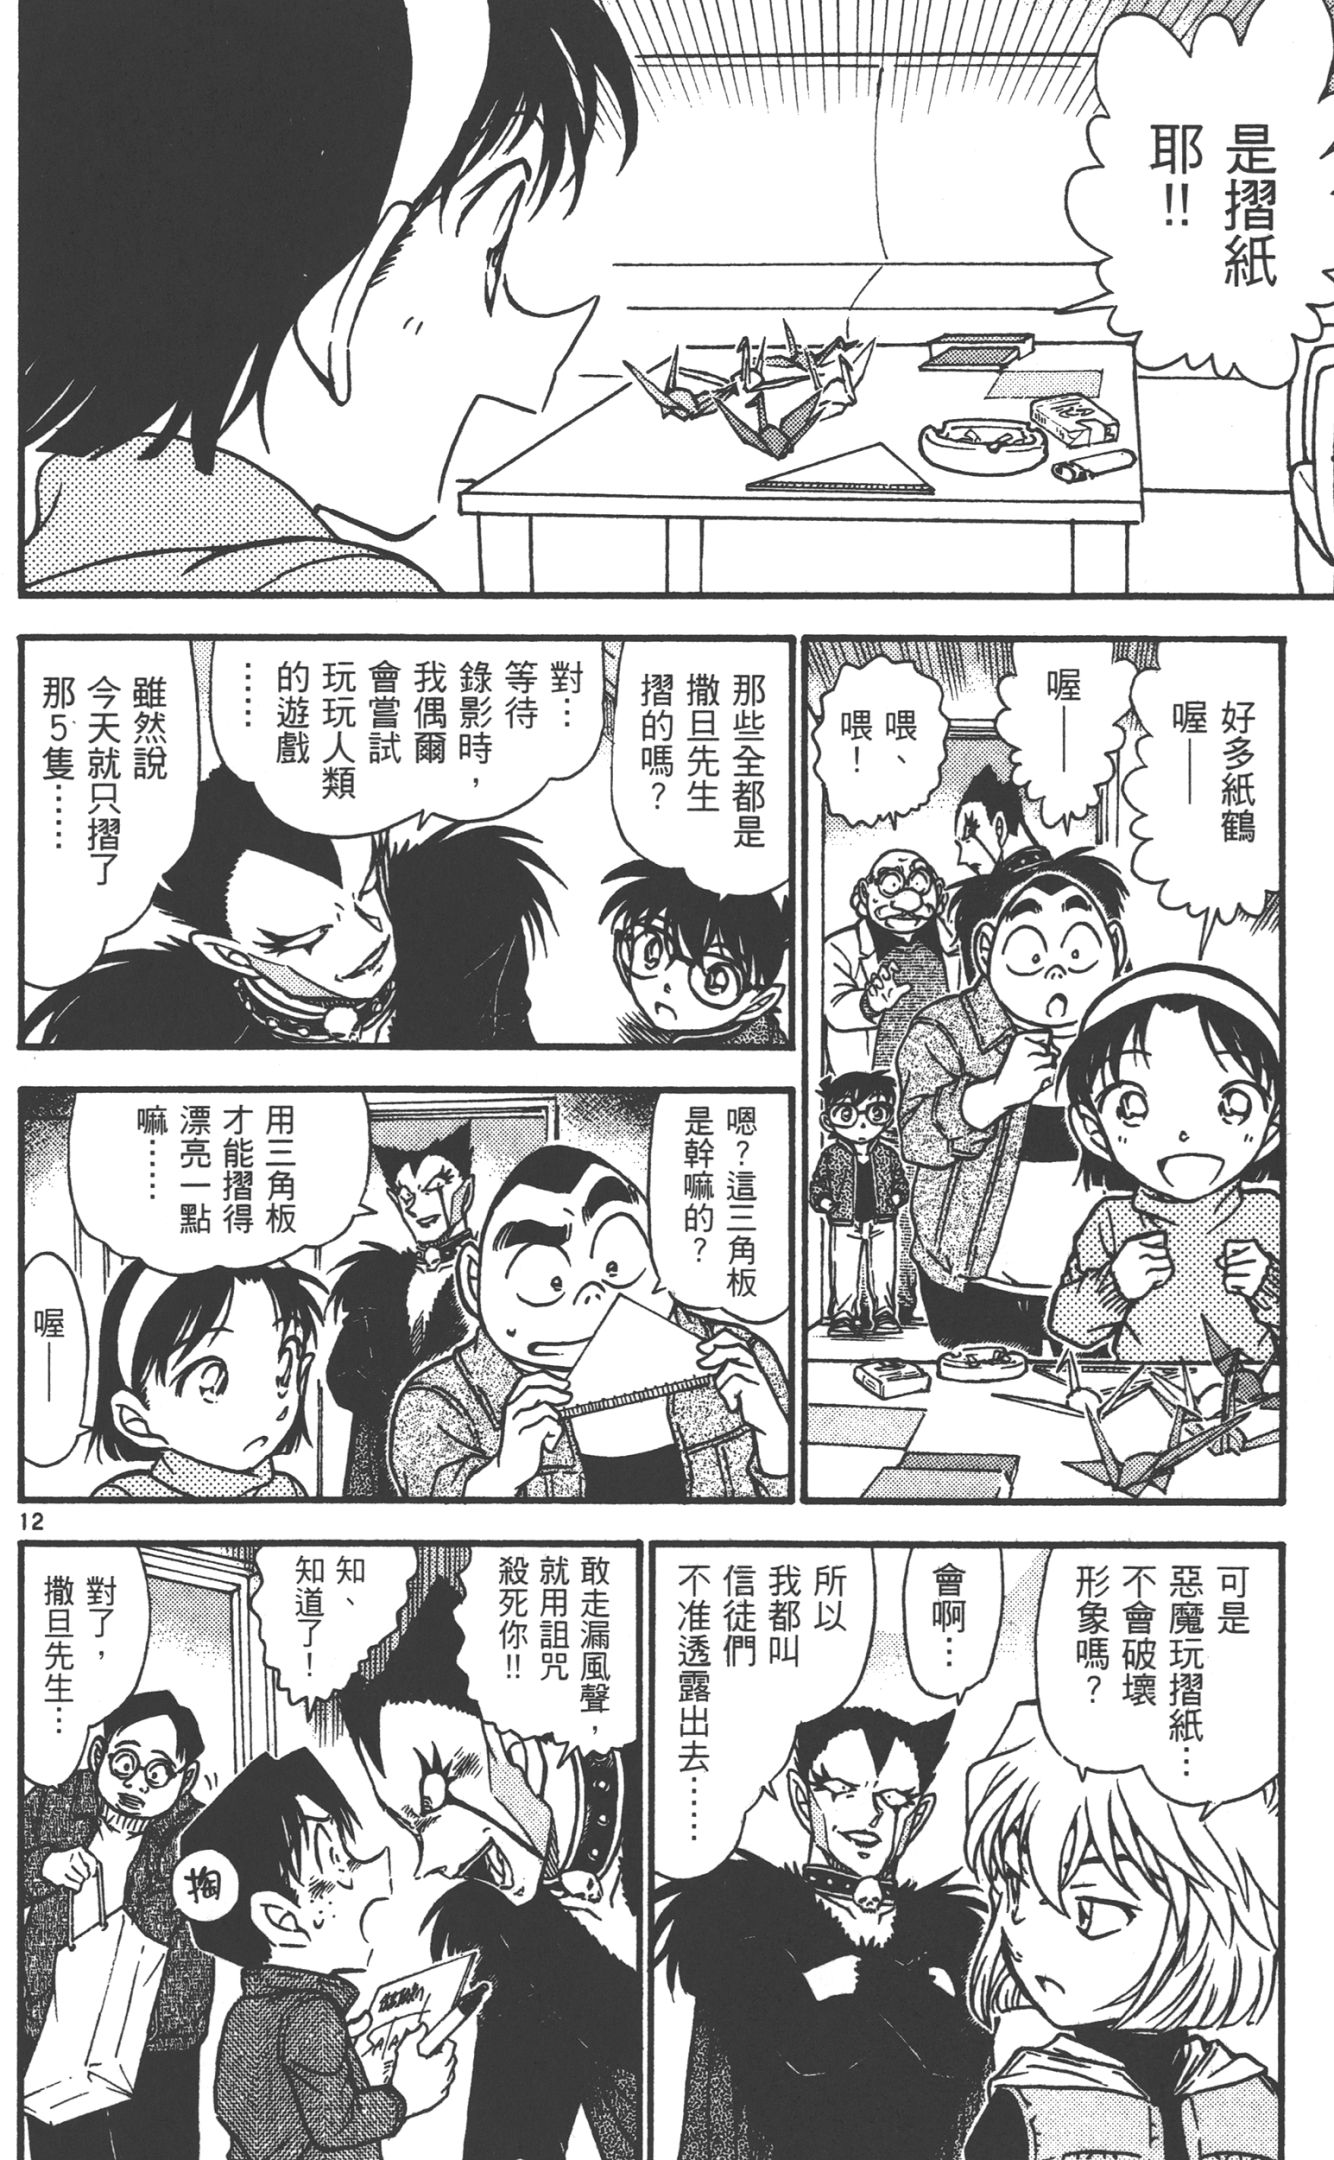 是摺紙
耶!!
好多紙鶴
喔──
喔──
喂、
喂！
那些全都是
撒旦先生
摺的嗎？
對…
等待
錄影時，
我偶爾
會嘗試
玩玩人類
的遊戲
……
雖然說
今天就只摺了
那5隻……
嗯？這三角板
是幹嘛的？
用三角板
才能摺得
漂亮一點
嘛……
喔──
12
可是
惡魔玩摺紙…
不會破壞
形象嗎？
會啊…
所以
我都叫
信徒們
不准透露出去……
敢走漏風聲，
就用詛咒
殺死你!!
知、
知道了！
掏
SATAN
對了，
撒旦先生…